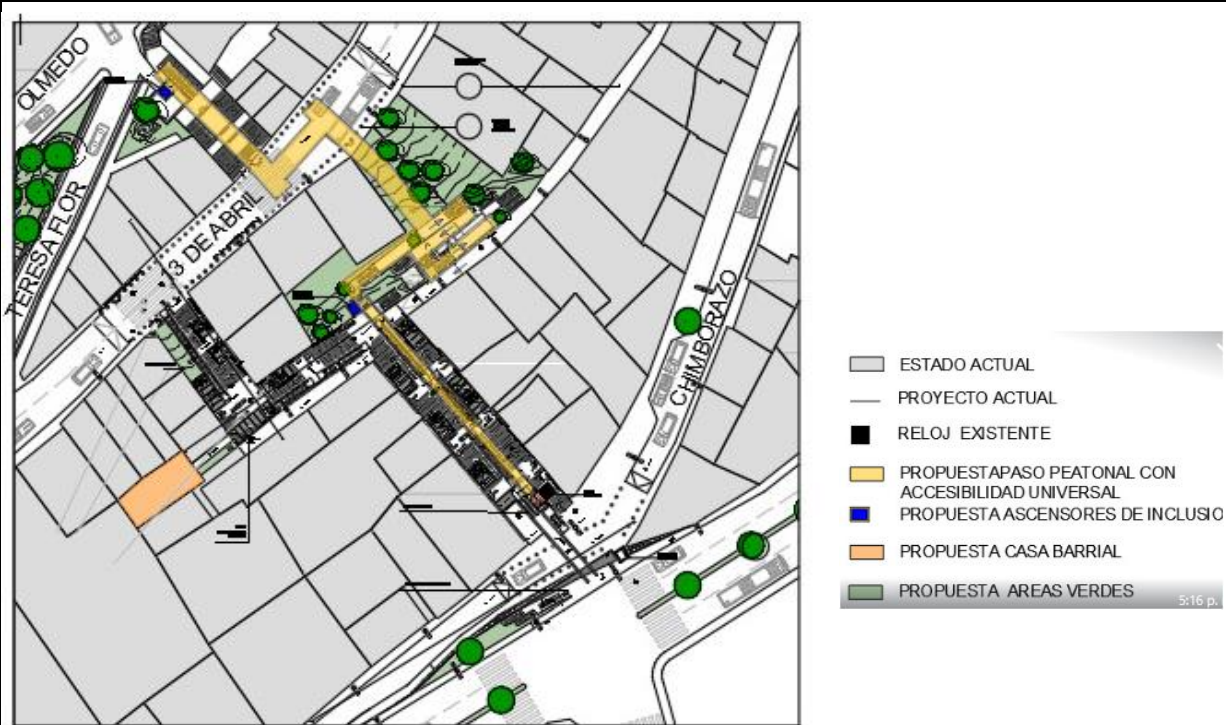 OLMEDO
TERESA FLOR
3 DE ABRIL
CHIMBORAZO
ESTADO ACTUAL
PROYECTO ACTUAL
RELOJ EXISTENTE
PROPUESTAPASO PEATONAL CON
ACCESIBILIDAD UNIVERSAL
PROPUESTA ASCENSORES DE INCLUSIO
PROPUESTA CASA BARRIAL
PROPUESTA AREAS VERDES
5:16 p.